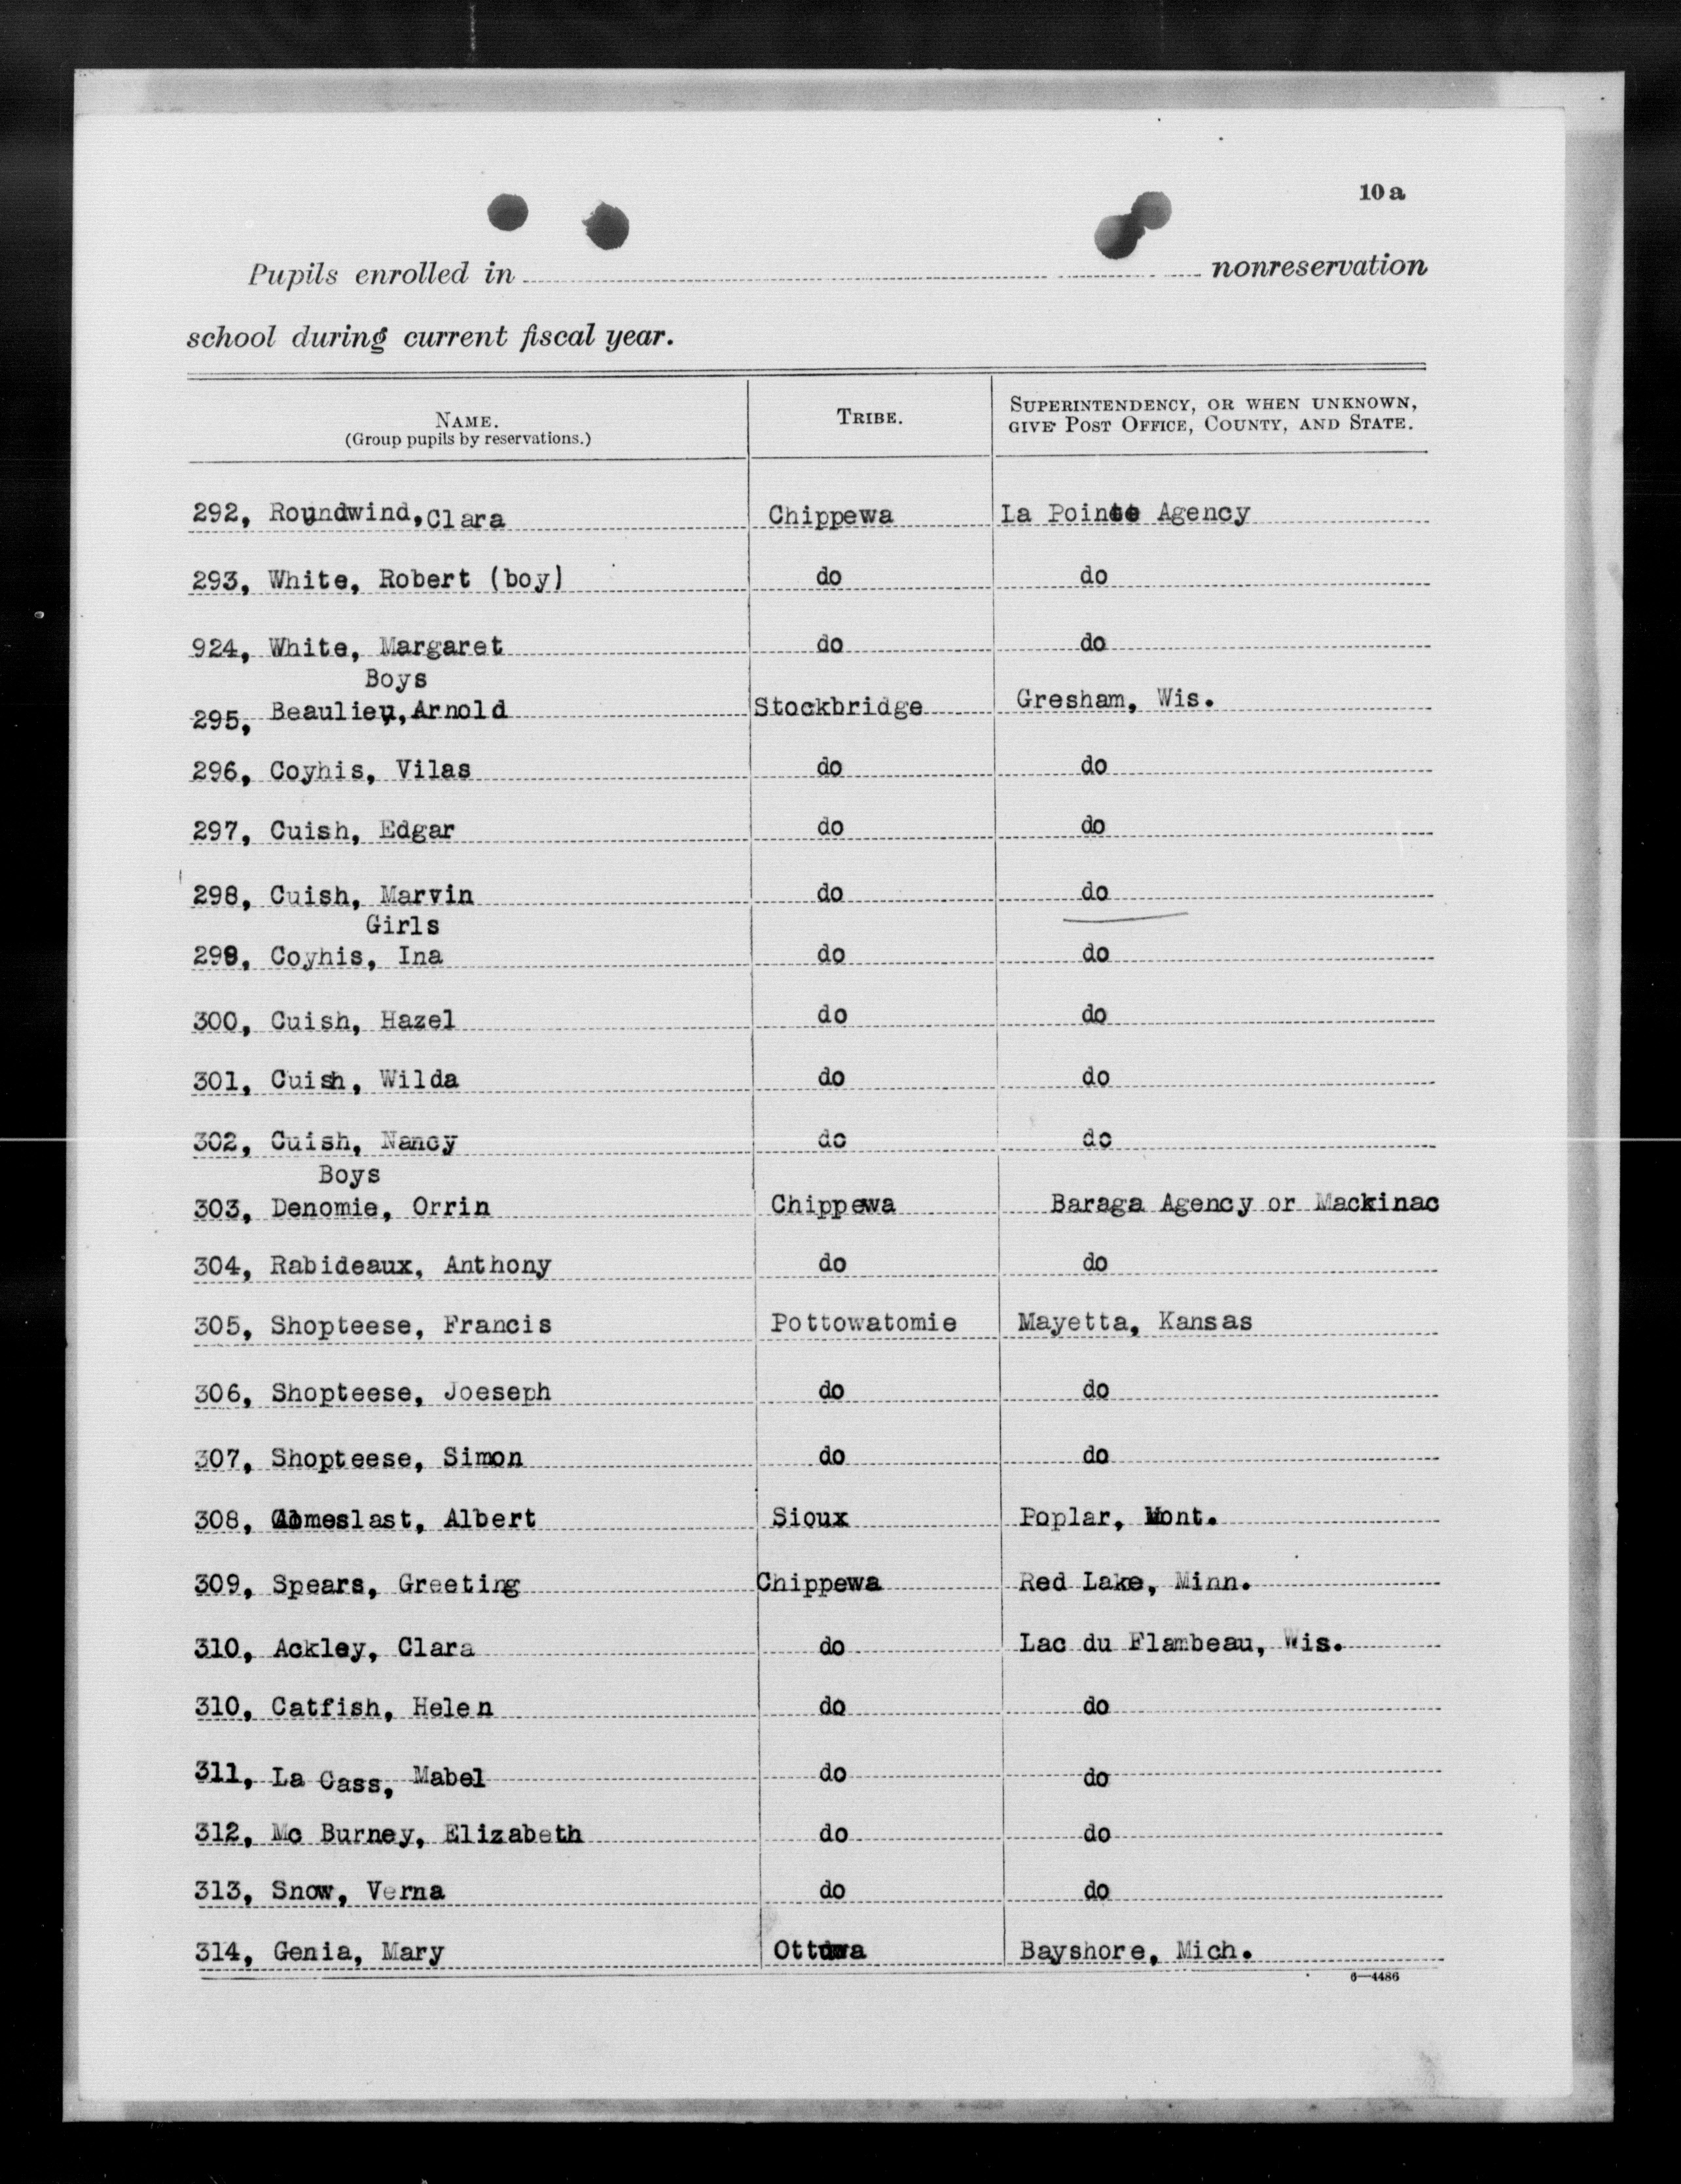 10 a
Pupils enrolled in nonreservation
school during current fiscal year.
NAME. TRIBE. SUPERINTENDENCY, OR WHEN UNKNOWN,
(Group pupils by reservations.) GIVE POST OFFICE, COUNTY, AND STATE.
292, Roundwind, Clara Chippewa La Pointe Agency
293, White, Robert (boy) do do
924, White, Margaret do do
Boys
295, Beaulieu, Arnold Stockbridge Gresham, Wis.
296, Coyhis, Vilas do do
297, Cuish, Edgar do do
298, Cuish, Marvin do do
Girls
299, Coyhis, Ina do do
300, Cuish, Hazel do do
301, Cuish, Wilda do do
302, Cuish, Nancy do do
Boys
303, Denomie, Orrin Chippewa Baraga Agency or Mackinac
304, Rabideaux, Anthony do do
305, Shopteese, Francis Pottowatomie Mayetta, Kansas
306, Shopteese, Joeseph do do
307, Shopteese, Simon do do
308, Albert Sioux Poplar, Mont.
309, Spears, Greeting Chippewa Red Lake, Minn.
310, Ackley, Clara do Lac du Flambeau, Wis.
310, Catfish, Helen do do
311, La Cass, Mabel do do
312, Mc Burney, Elizabeth do do
313, Snow, Verna do do
314, Genia, Mary Ottawa Bayshore, Mich.
6—4486